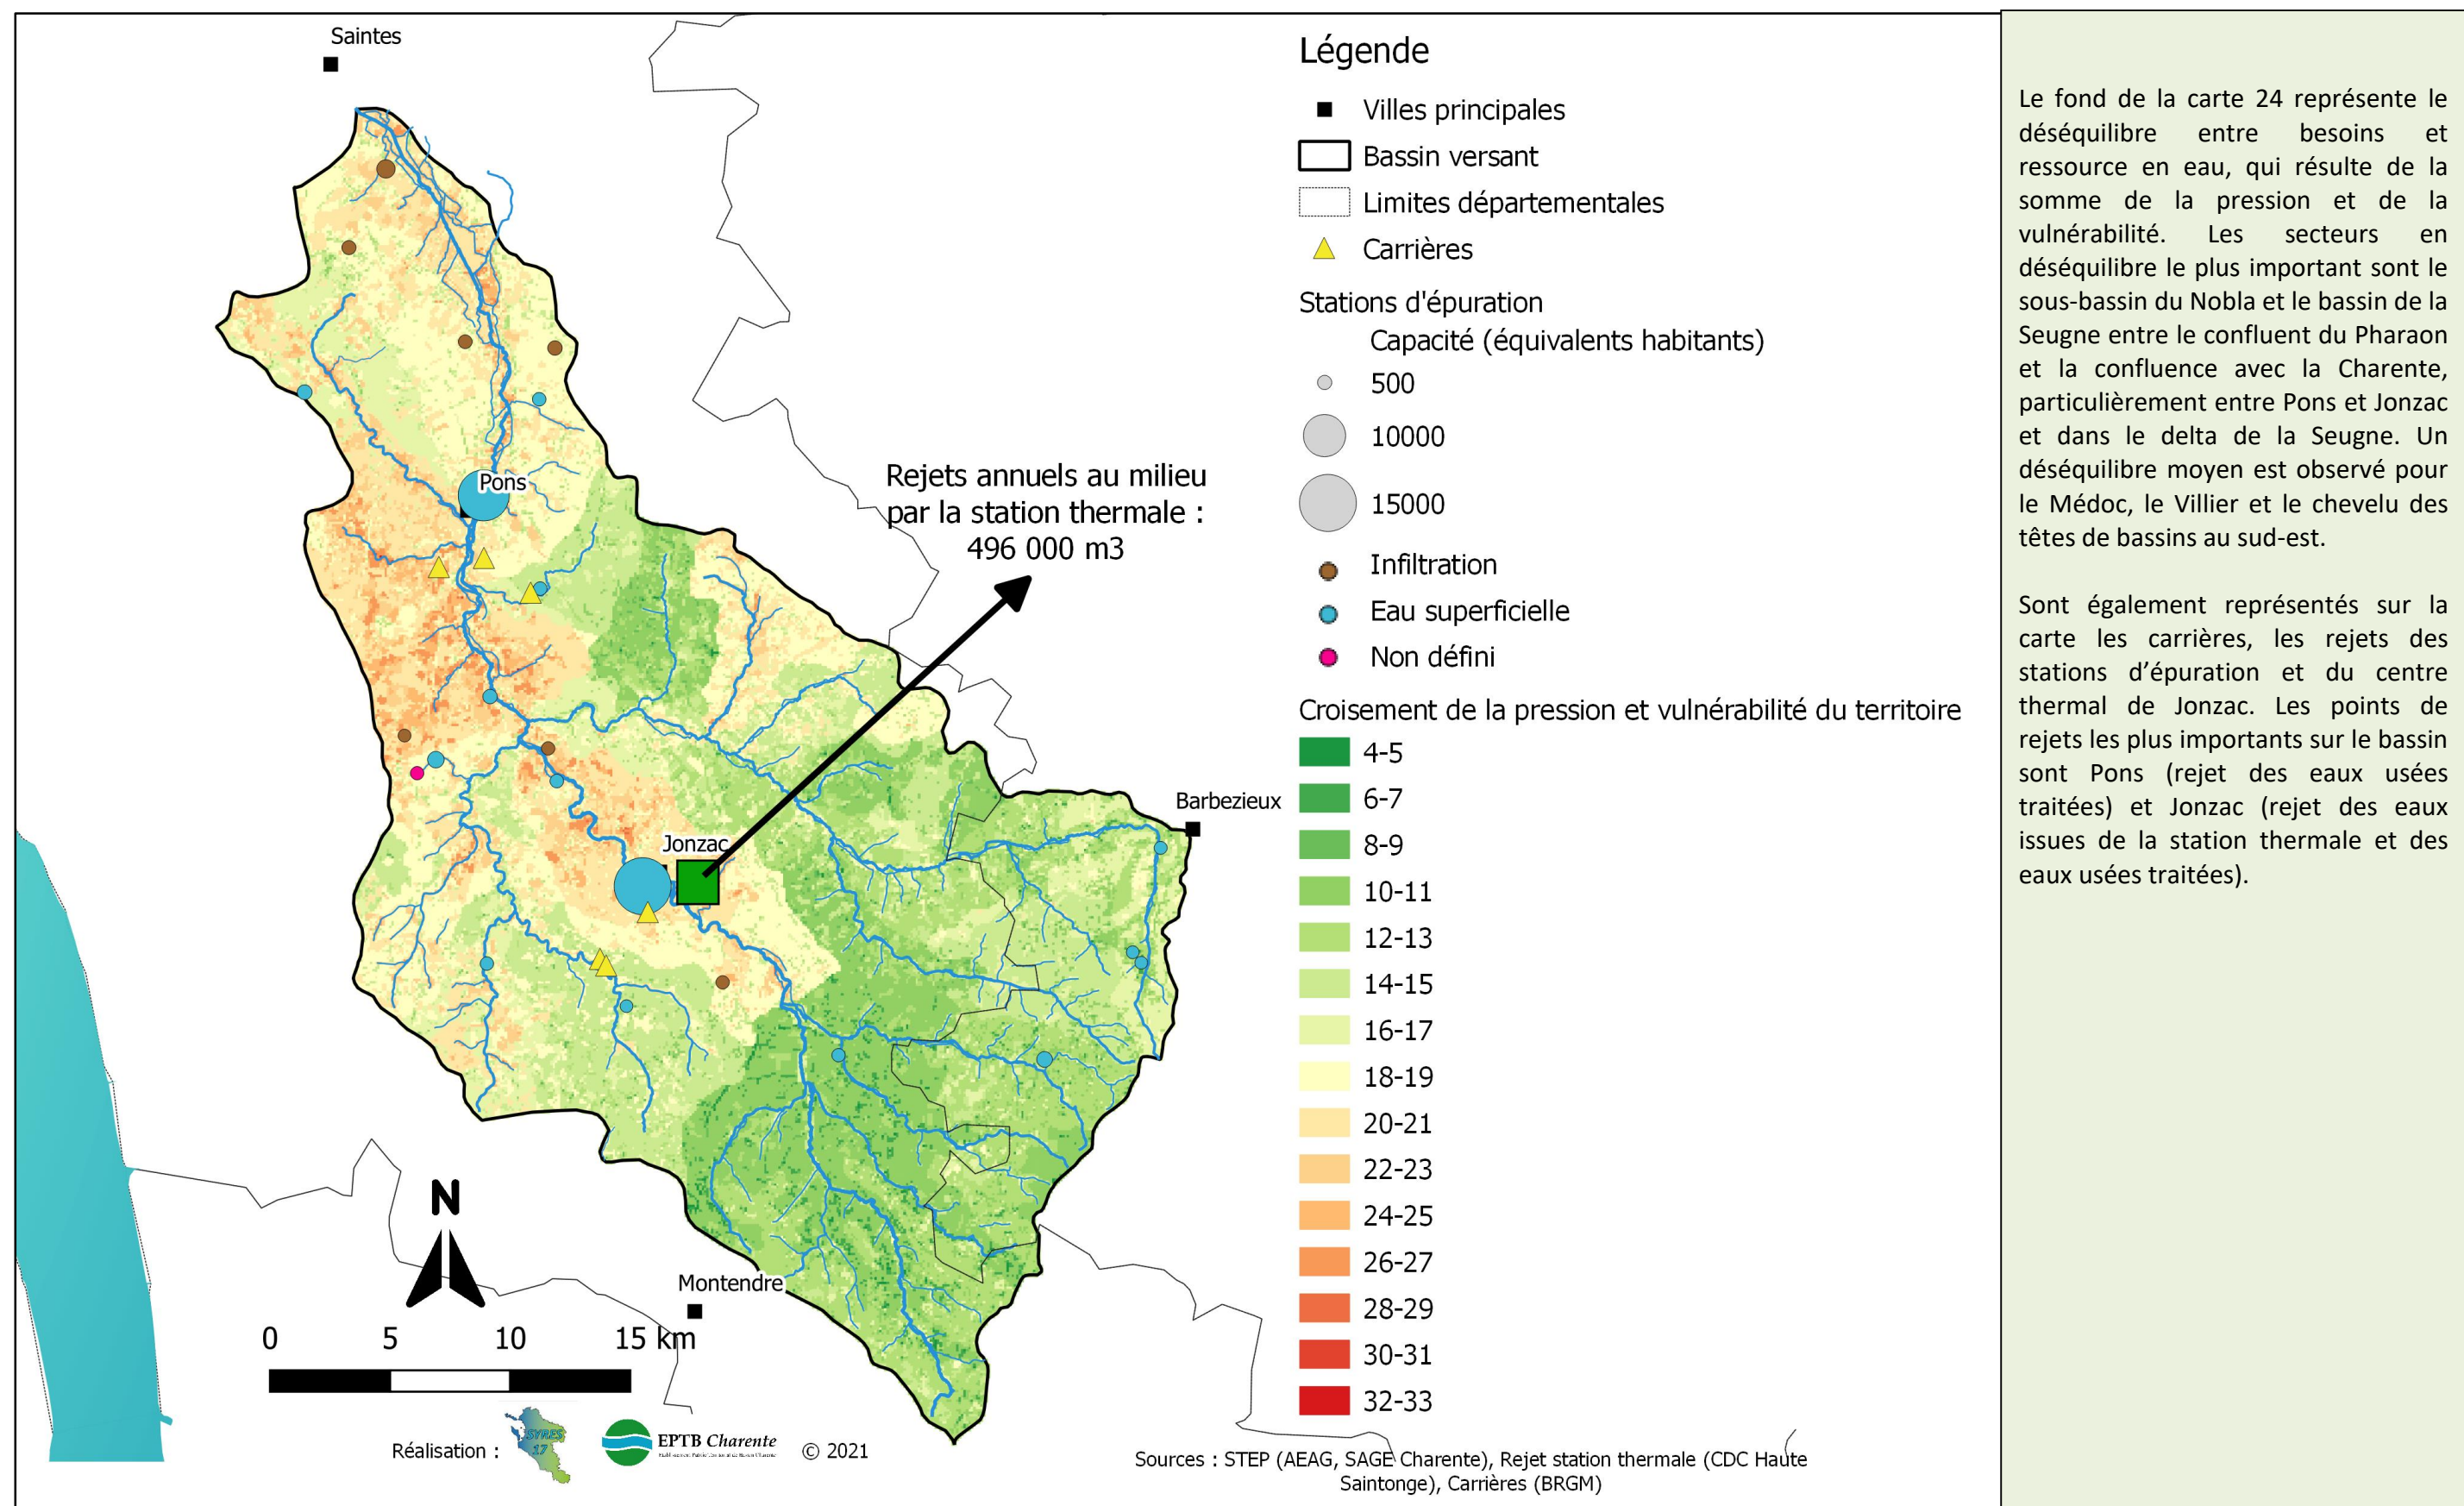 Saintes
Pons
Rejets annuels au milieu
par la station thermale :
496 000 m3
Barbezieux
Jonzac
Montendre
N
0 5 10 15 km
Réalisation :
SYRES
17
EPTB Charente
© 2021
Légende
Villes principales
Bassin versant
Limites départementales
Carrières
Stations d'épuration
Capacité (équivalents habitants)
500
10000
15000
Infiltration
Eau superficielle
Non défini
Croisement de la pression et vulnérabilité du territoire
4-5
6-7
8-9
10-11
12-13
14-15
16-17
18-19
20-21
22-23
24-25
26-27
28-29
30-31
32-33
Sources : STEP (AEAG, SAGE Charente), Rejet station thermale (CDC Haute
Saintonge), Carrières (BRGM)
Le fond de la carte 24 représente le
déséquilibre entre besoins et
ressource en eau, qui résulte de la
somme de la pression et de la
vulnérabilité. Les secteurs en
déséquilibre le plus important sont le
sous-bassin du Nobla et le bassin de la
Seugne entre le confluent du Pharaon
et la confluence avec la Charente,
particulièrement entre Pons et Jonzac
et dans le delta de la Seugne. Un
déséquilibre moyen est observé pour
le Médoc, le Villier et le chevelu des
têtes de bassins au sud-est.
Sont également représentés sur la
carte les carrières, les rejets des
stations d’épuration et du centre
thermal de Jonzac. Les points de
rejets les plus importants sur le bassin
sont Pons (rejet des eaux usées
traitées) et Jonzac (rejet des eaux
issues de la station thermale et des
eaux usées traitées).